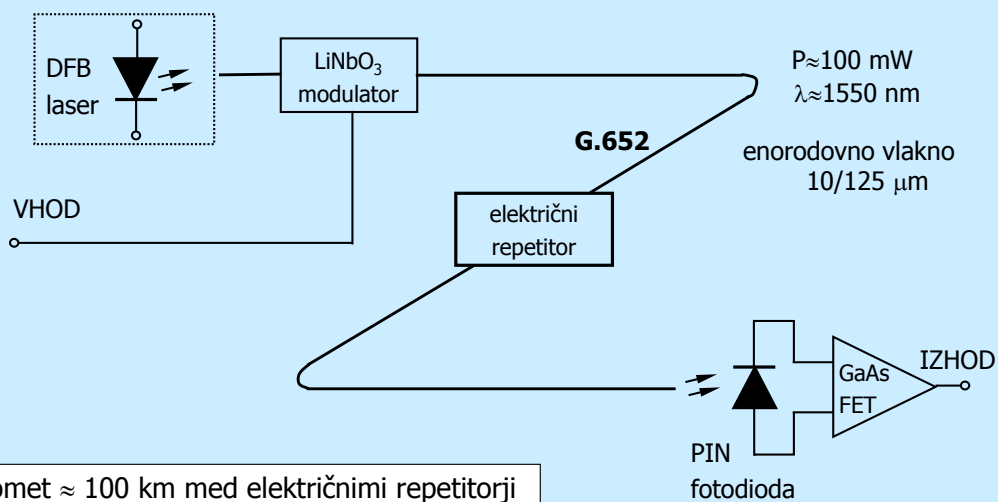 DFB
laser
LiNbO₃
modulator
P≈100 mW
λ≈1550 nm
G.652
enorodovno vlakno
10/125 μm
VHOD
električni
repetitor
GaAs
FET
IZHOD
PIN
fotodioda
≈ 100 km med električnimi repetitorji